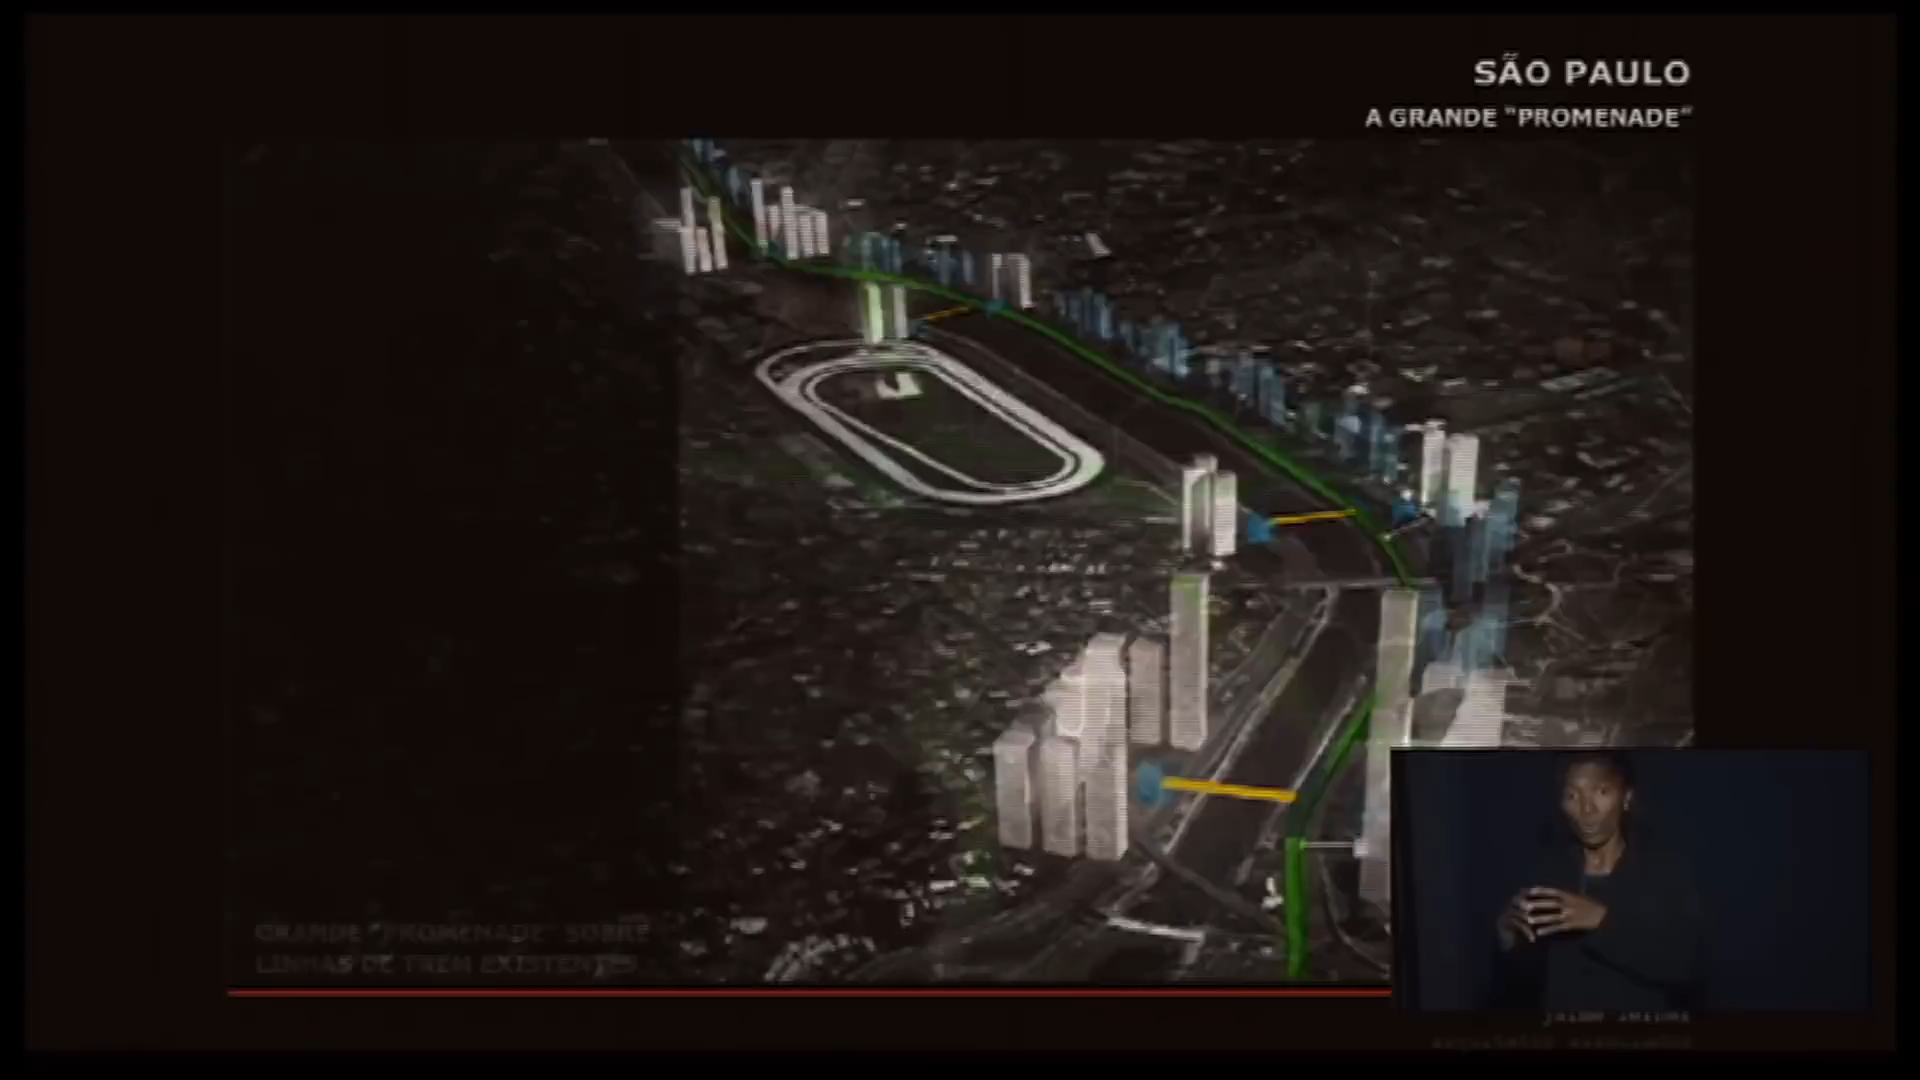 SÃO PAULO
A GRANDE "PROMENADE"
GRANDE "PROMENADE" SOBRE
LINHAS DE TREM EXISTENTES